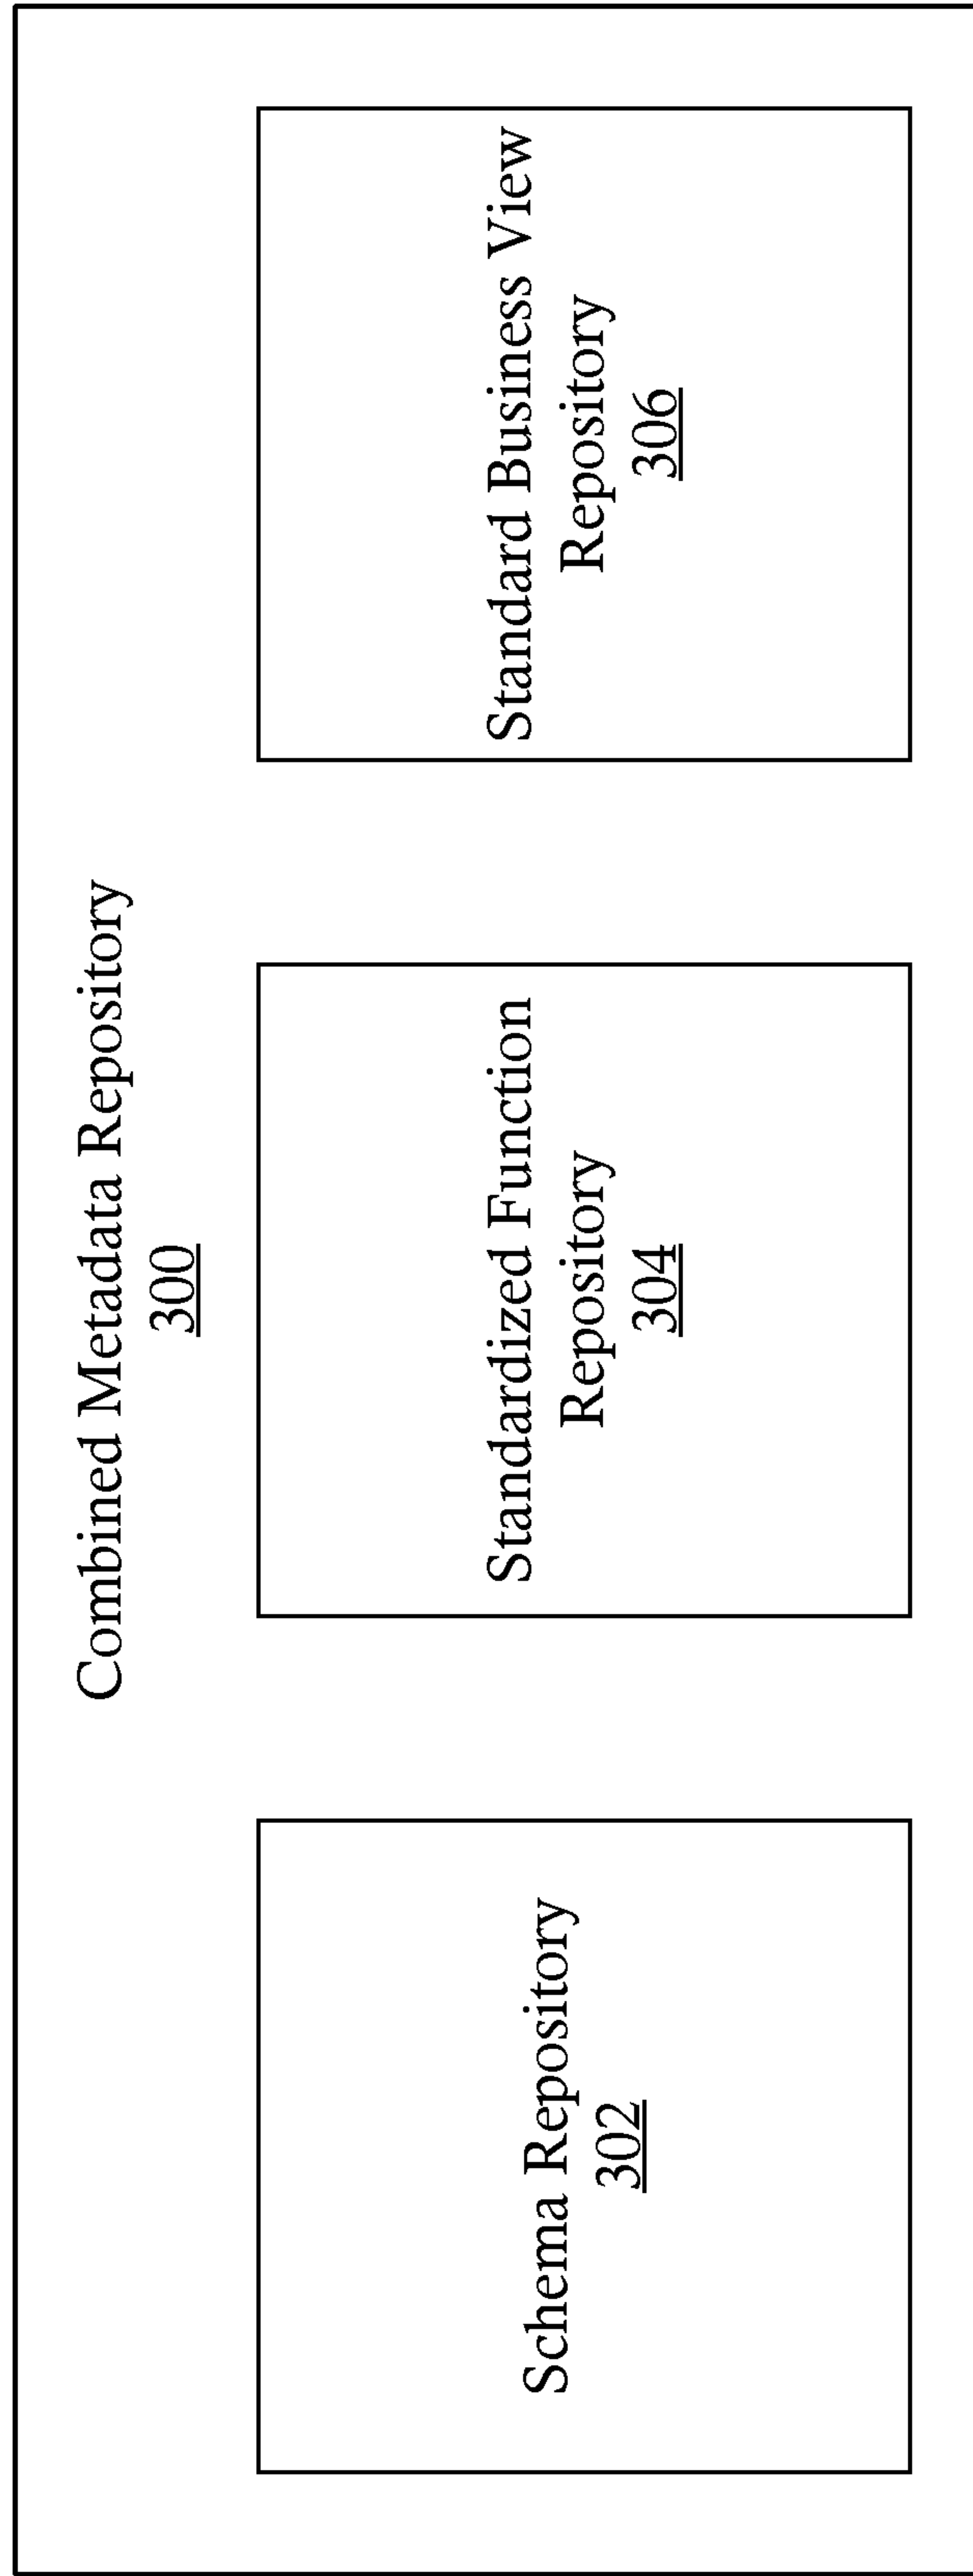 Combined Metadata Repository
300
Schema Repository
302
Standardized Function
Repository
304
Standard Business View
Repository
306